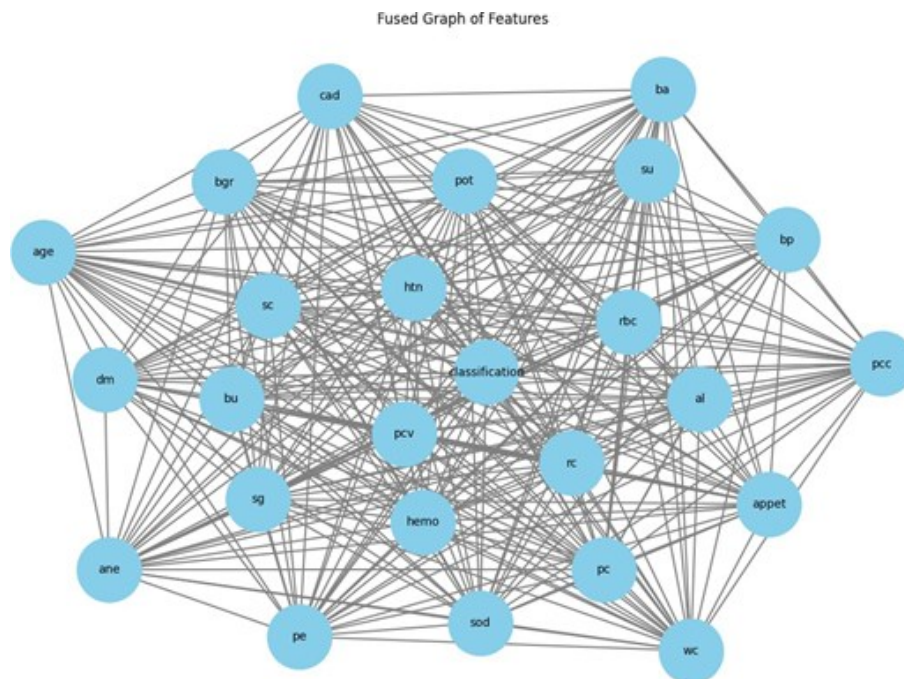 Fused Graph of Features
cad
ba
bgr
pot
su
age
bp
sc
htn
rbc
pcc
dm
bu
classification
al
pcv
rc
sg
hemo
appet
ane
pc
pe
sod
wc